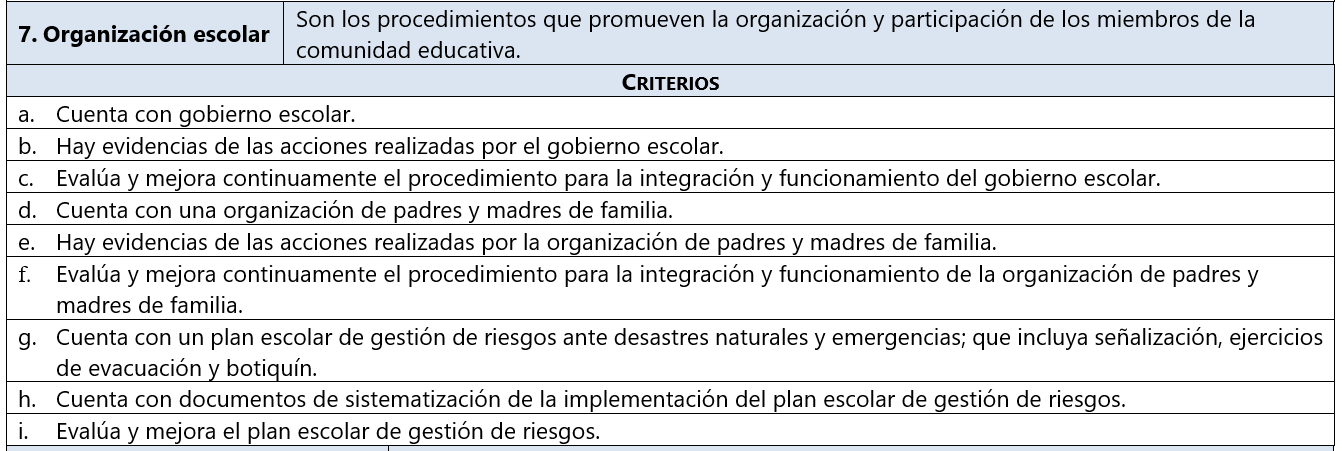 7. Organización escolar
Son los procedimientos que promueven la organización y participación de los miembros de la
comunidad educativa.
CRITERIOS
a. Cuenta con gobierno escolar.
b. Hay evidencias de las acciones realizadas por el gobierno escolar.
c. Evalúa y mejora continuamente el procedimiento para la integración y funcionamiento del gobierno escolar.
d. Cuenta con una organización de padres y madres de familia.
e. Hay evidencias de las acciones realizadas por la organización de padres y madres de familia.
f. Evalúa y mejora continuamente el procedimiento para la integración y funcionamiento de la organización de padres y
madres de familia.
g. Cuenta con un plan escolar de gestión de riesgos ante desastres naturales y emergencias; que incluya señalización, ejercicios
de evacuación y botiquín.
h. Cuenta con documentos de sistematización de la implementación del plan escolar de gestión de riesgos.
i. Evalúa y mejora el plan escolar de gestión de riesgos.